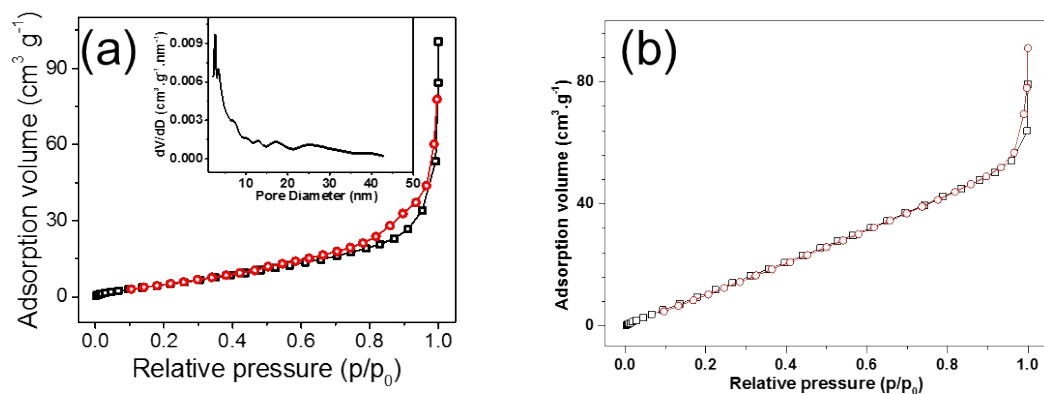 (a)
Adsorption volume (cm³ g⁻¹)
90
60
30
0
0.0 0.2 0.4 0.6 0.8 1.0
Relative pressure (p/p₀)
dV/dD (cm³.g⁻¹.nm⁻¹)
0.009
0.006
0.003
0.000
10 20 30 40 50
Pore Diameter (nm)
(b)
Adsorption volume (cm³.g⁻¹)
80
40
0
0.0 0.2 0.4 0.6 0.8 1.0
Relative pressure (p/p₀)